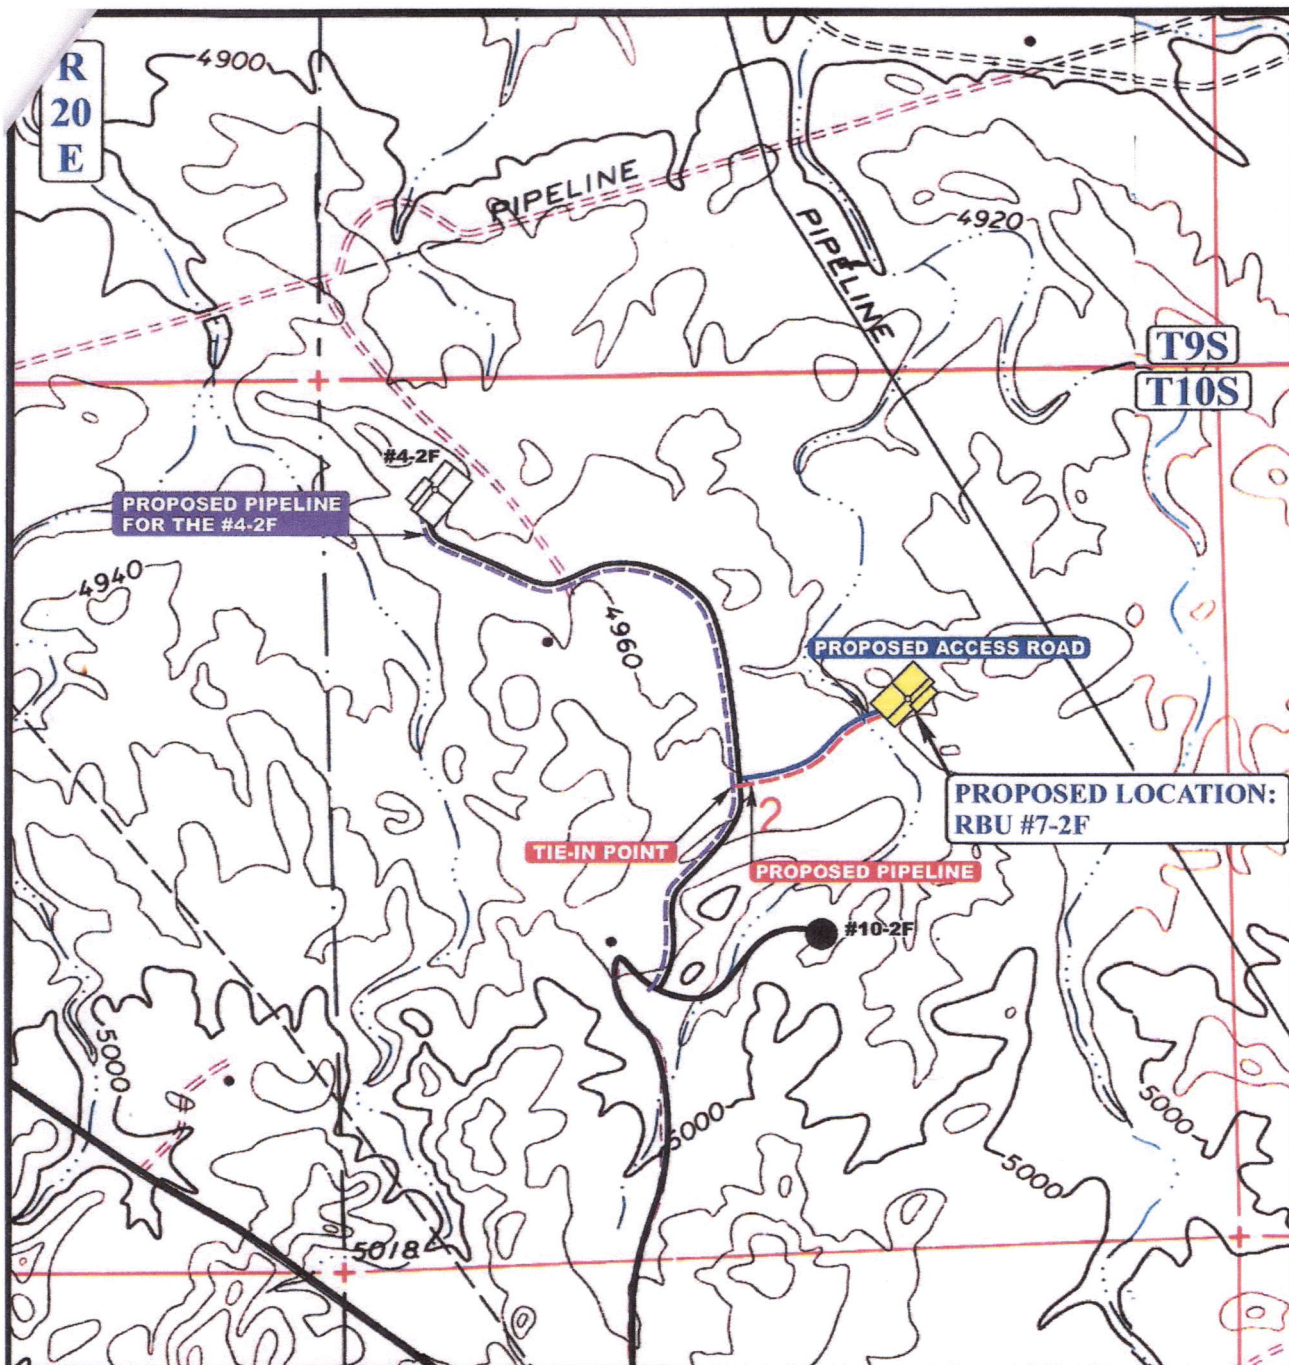 R
20
E
4900
PIPELINE
4920
PIPELINE
T9S
T10S
#4-2F
PROPOSED PIPELINE
FOR THE #4-2F
4940
4960
PROPOSED ACCESS ROAD
PROPOSED LOCATION:
RBU #7-2F
2
TIE-IN POINT
PROPOSED PIPELINE
#10-2F
5000
5000
5000
5000
5018